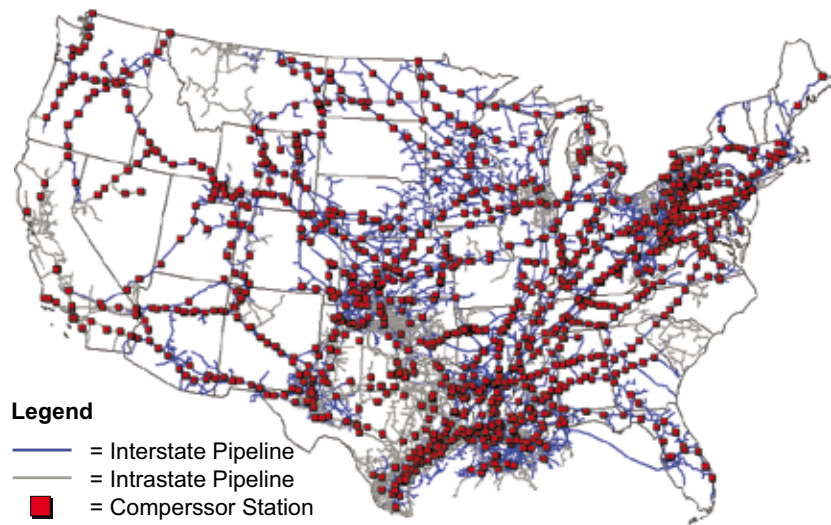 Legend
= Interstate Pipeline
= Intrastate Pipeline
= Comperssor Station